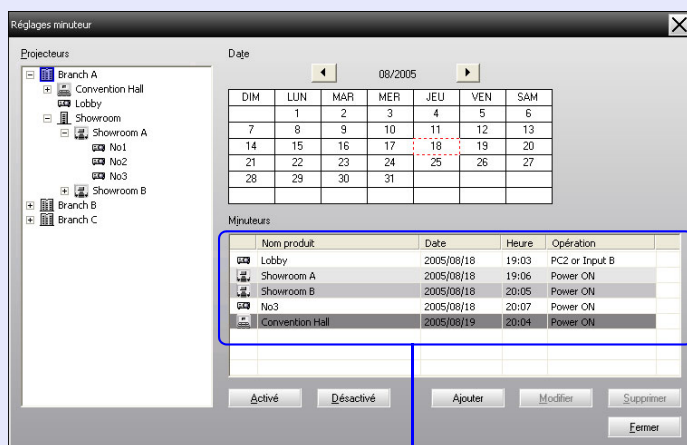 Réglages minuteur
Projecteurs
Branch A
Convention Hall
Lobby
Showroom
Showroom A
No1
No2
No3
Showroom B
Branch B
Branch C
Date
08/2005
DIM LUN MAR MER JEU VEN SAM
1 2 3 4 5 6
7 8 9 10 11 12 13
14 15 16 17 18 19 20
21 22 23 24 25 26 27
28 29 30 31
Minuteurs
Nom produit Date Heure Opération
Lobby 2005/08/18 19:03 PC2 or Input B
Showroom A 2005/08/18 19:06 Power ON
Showroom B 2005/08/18 20:05 Power ON
No3 2005/08/18 20:07 Power ON
Convention Hall 2005/08/19 20:04 Power ON
Activé Désactivé Ajouter Modifier Supprimer
Fermer